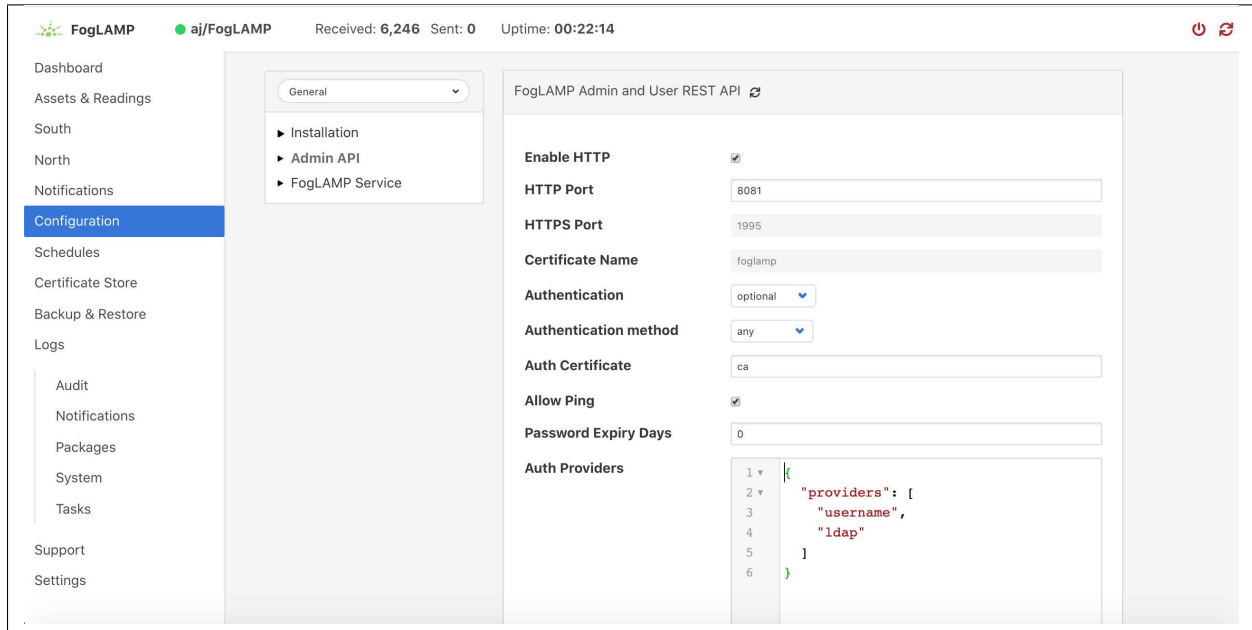 FogLAMP aj/FogLAMP Received: 6,246 Sent: 0 Uptime: 00:22:14
Dashboard
Assets & Readings
South
North
Notifications
Configuration
Schedules
Certificate Store
Backup & Restore
Logs
Audit
Notifications
Packages
System
Tasks
Support
Settings
General
Installation
Admin API
FogLAMP Service
FogLAMP Admin and User REST API
Enable HTTP
HTTP Port 8081
HTTPS Port 1995
Certificate Name foglamp
Authentication optional
Authentication method any
Auth Certificate ca
Allow Ping
Password Expiry Days 0
Auth Providers
1 {
2 "providers": [
3 "username",
4 "ldap"
5 ]
6 }